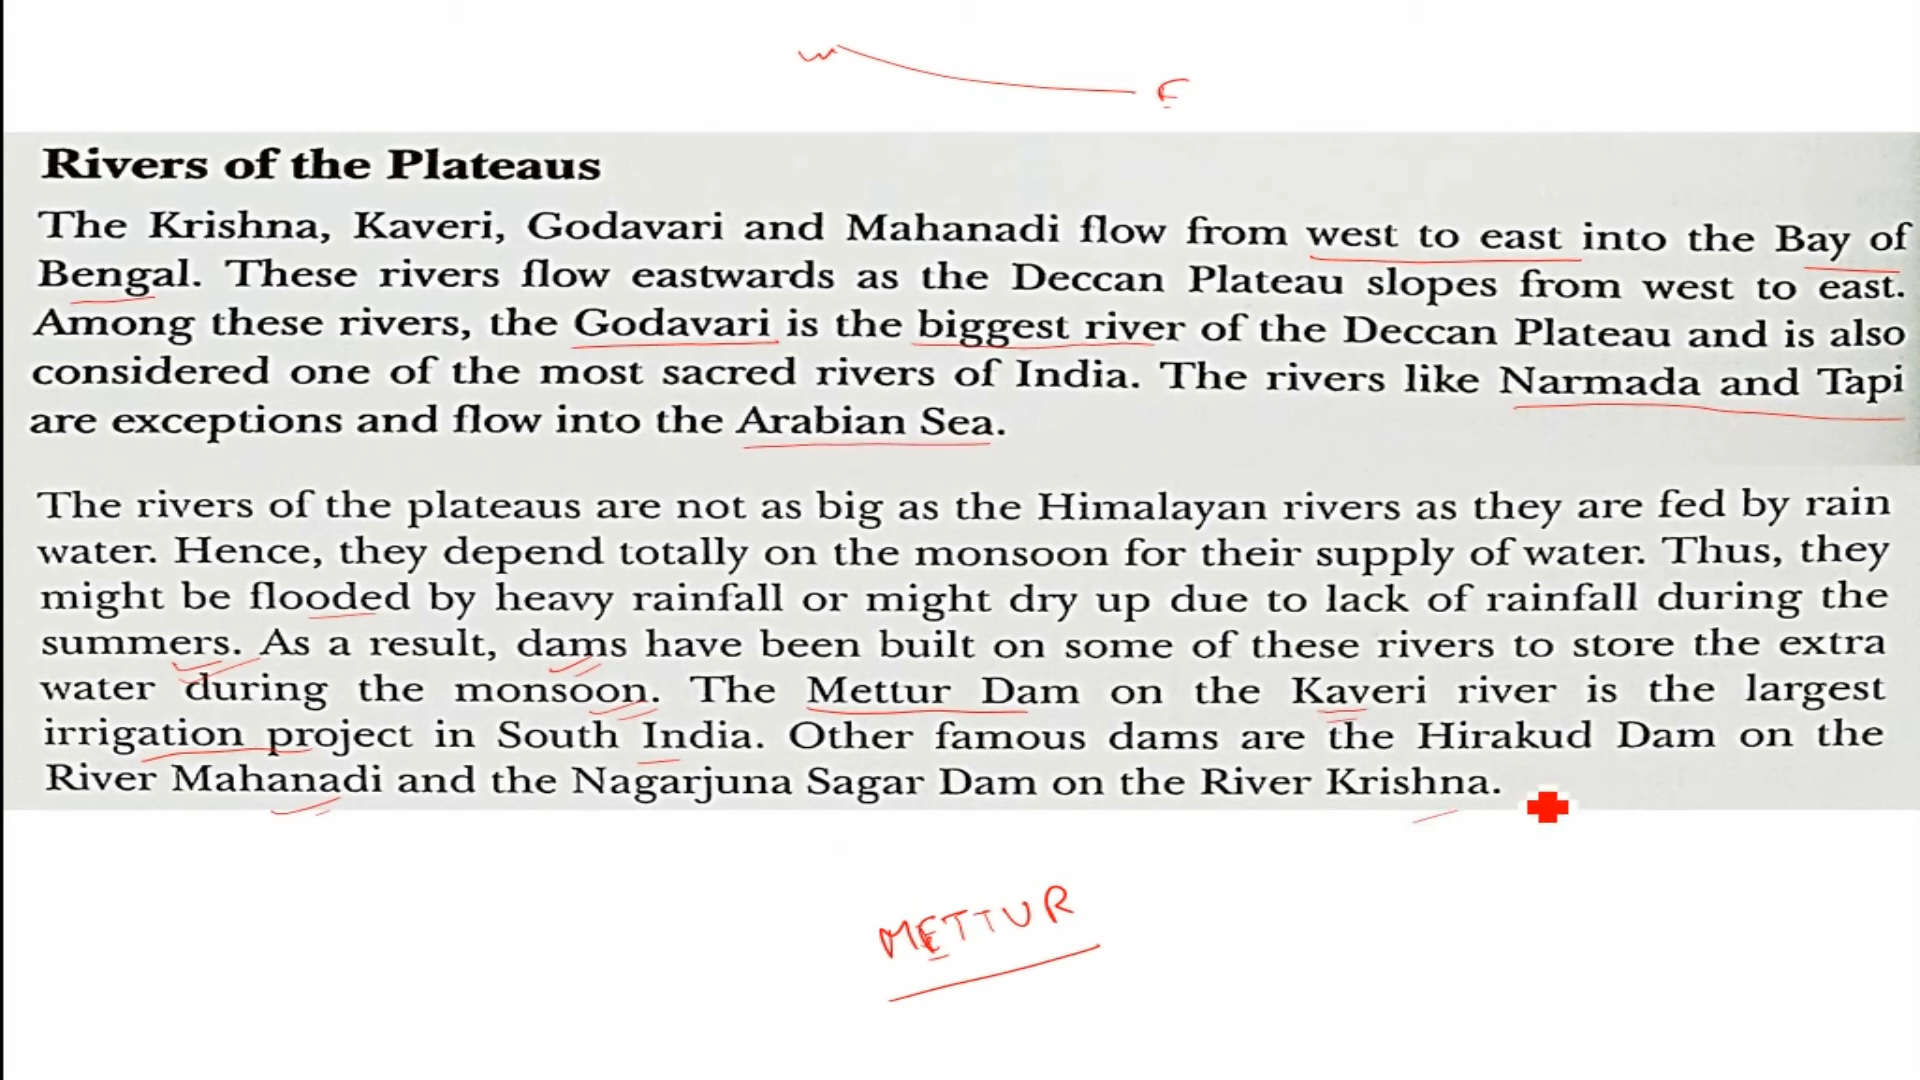 W E
Rivers of the Plateaus
The Krishna, Kaveri, Godavari and Mahanadi flow from west to east into the Bay of
Bengal. These rivers flow eastwards as the Deccan Plateau slopes from west to east.
Among these rivers, the Godavari is the biggest river of the Deccan Plateau and is also
considered one of the most sacred rivers of India. The rivers like Narmada and Tapi
are exceptions and flow into the Arabian Sea.
The rivers of the plateaus are not as big as the Himalayan rivers as they are fed by rain
water. Hence, they depend totally on the monsoon for their supply of water. Thus, they
might be flooded by heavy rainfall or might dry up due to lack of rainfall during the
summers. As a result, dams have been built on some of these rivers to store the extra
water during the monsoon. The Mettur Dam on the Kaveri river is the largest
irrigation project in South India. Other famous dams are the Hirakud Dam on the
River Mahanadi and the Nagarjuna Sagar Dam on the River Krishna.
METTUR